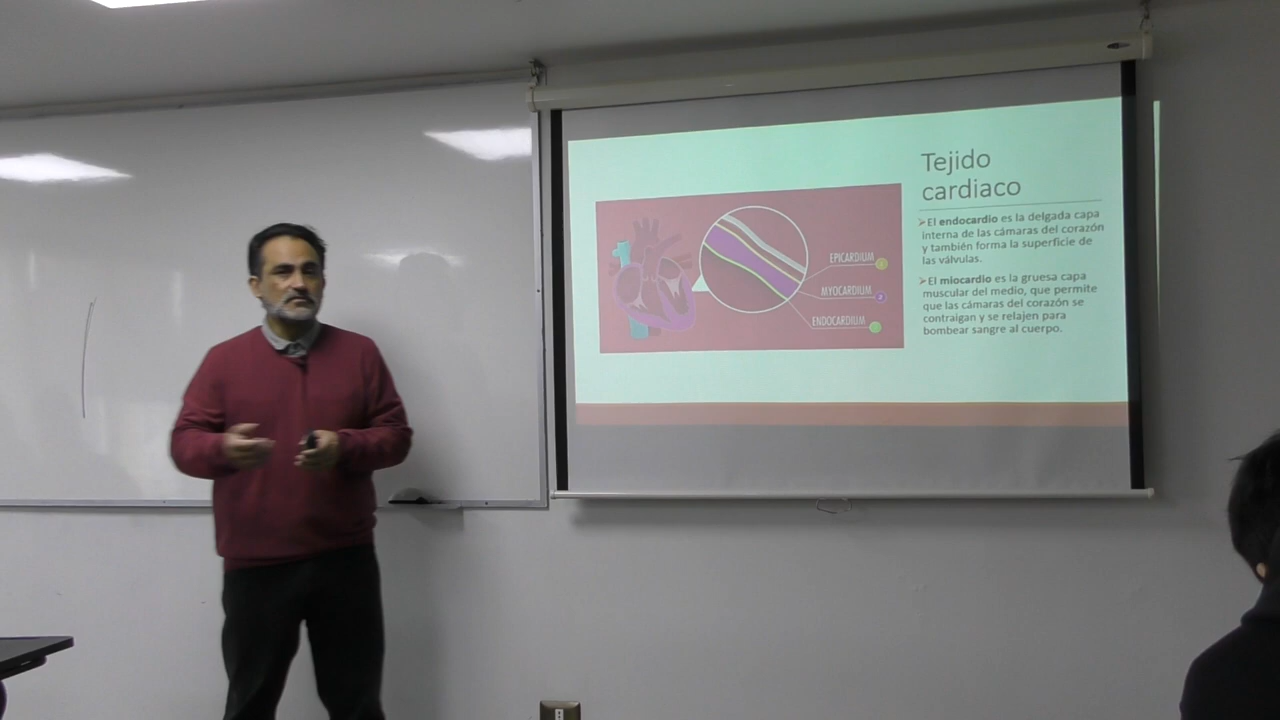 Tejido
cardiaco
➤El endocardio es la delgada capa
interna de las cámaras del corazón
y también forma la superficie de
las válvulas.
➤El miocardio es la gruesa capa
muscular del medio, que permite
que las cámaras del corazón se
contraigan y se relajen para
bombear sangre al cuerpo.
EPICARDIUM 1
MYOCARDIUM 2
ENDOCARDIUM